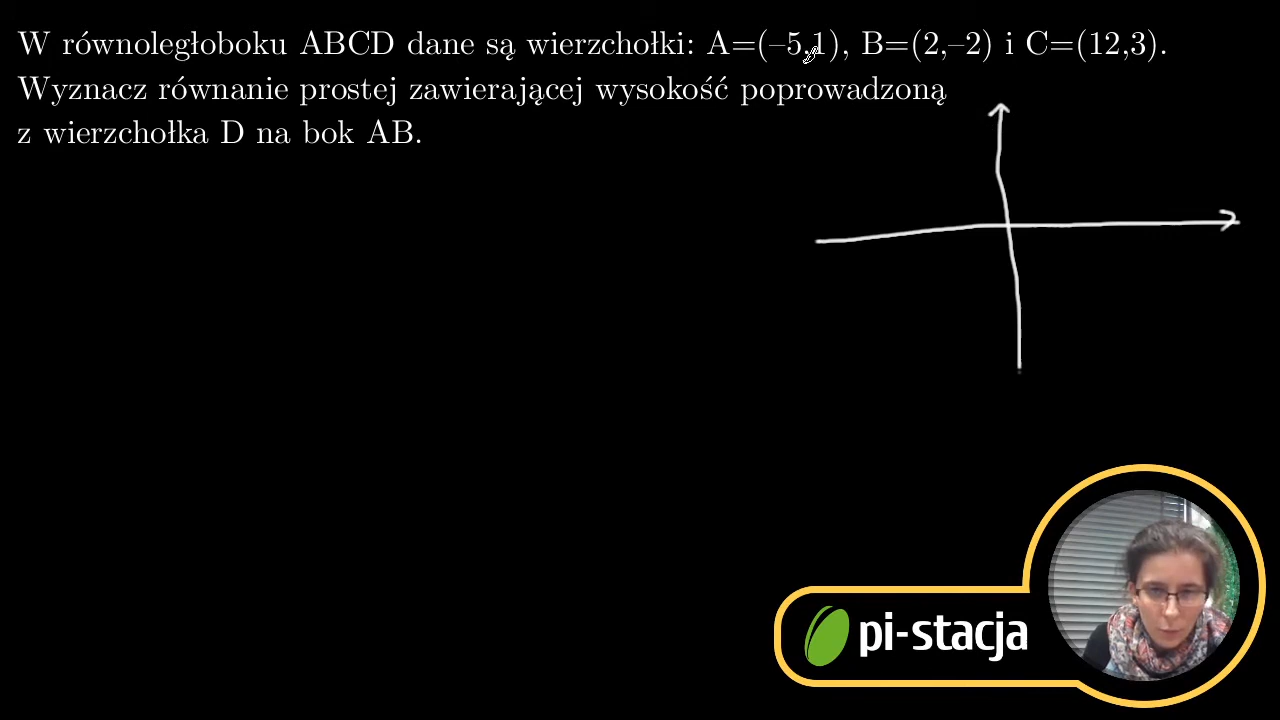 W równoległoboku ABCD dane są wierzchołki: A=(–5,1), B=(2,–2) i C=(12,3).
Wyznacz równanie prostej zawierającej wysokość poprowadzoną
z wierzchołka D na bok AB.
pi-stacja